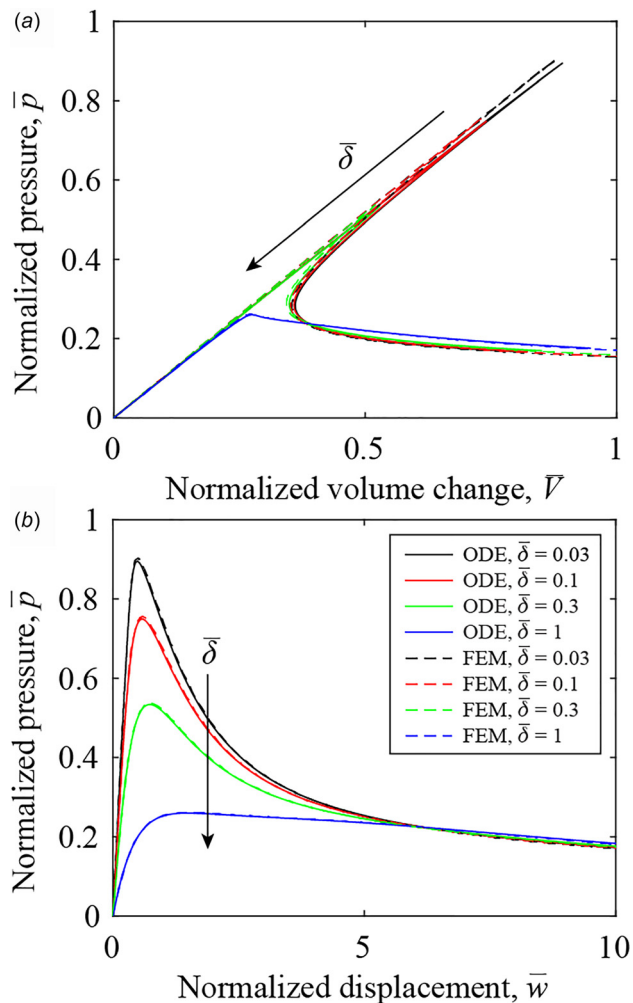 (a)
1
0.8
0.6
0.4
0.2
0
Normalized pressure, p̅
δ̅
0
0.5
1
Normalized volume change, V̅
(b)
1
0.8
0.6
0.4
0.2
0
Normalized pressure, p̅
δ̅
ODE, δ̅ = 0.03
ODE, δ̅ = 0.1
ODE, δ̅ = 0.3
ODE, δ̅ = 1
FEM, δ̅ = 0.03
FEM, δ̅ = 0.1
FEM, δ̅ = 0.3
FEM, δ̅ = 1
0
5
10
Normalized displacement, w̅